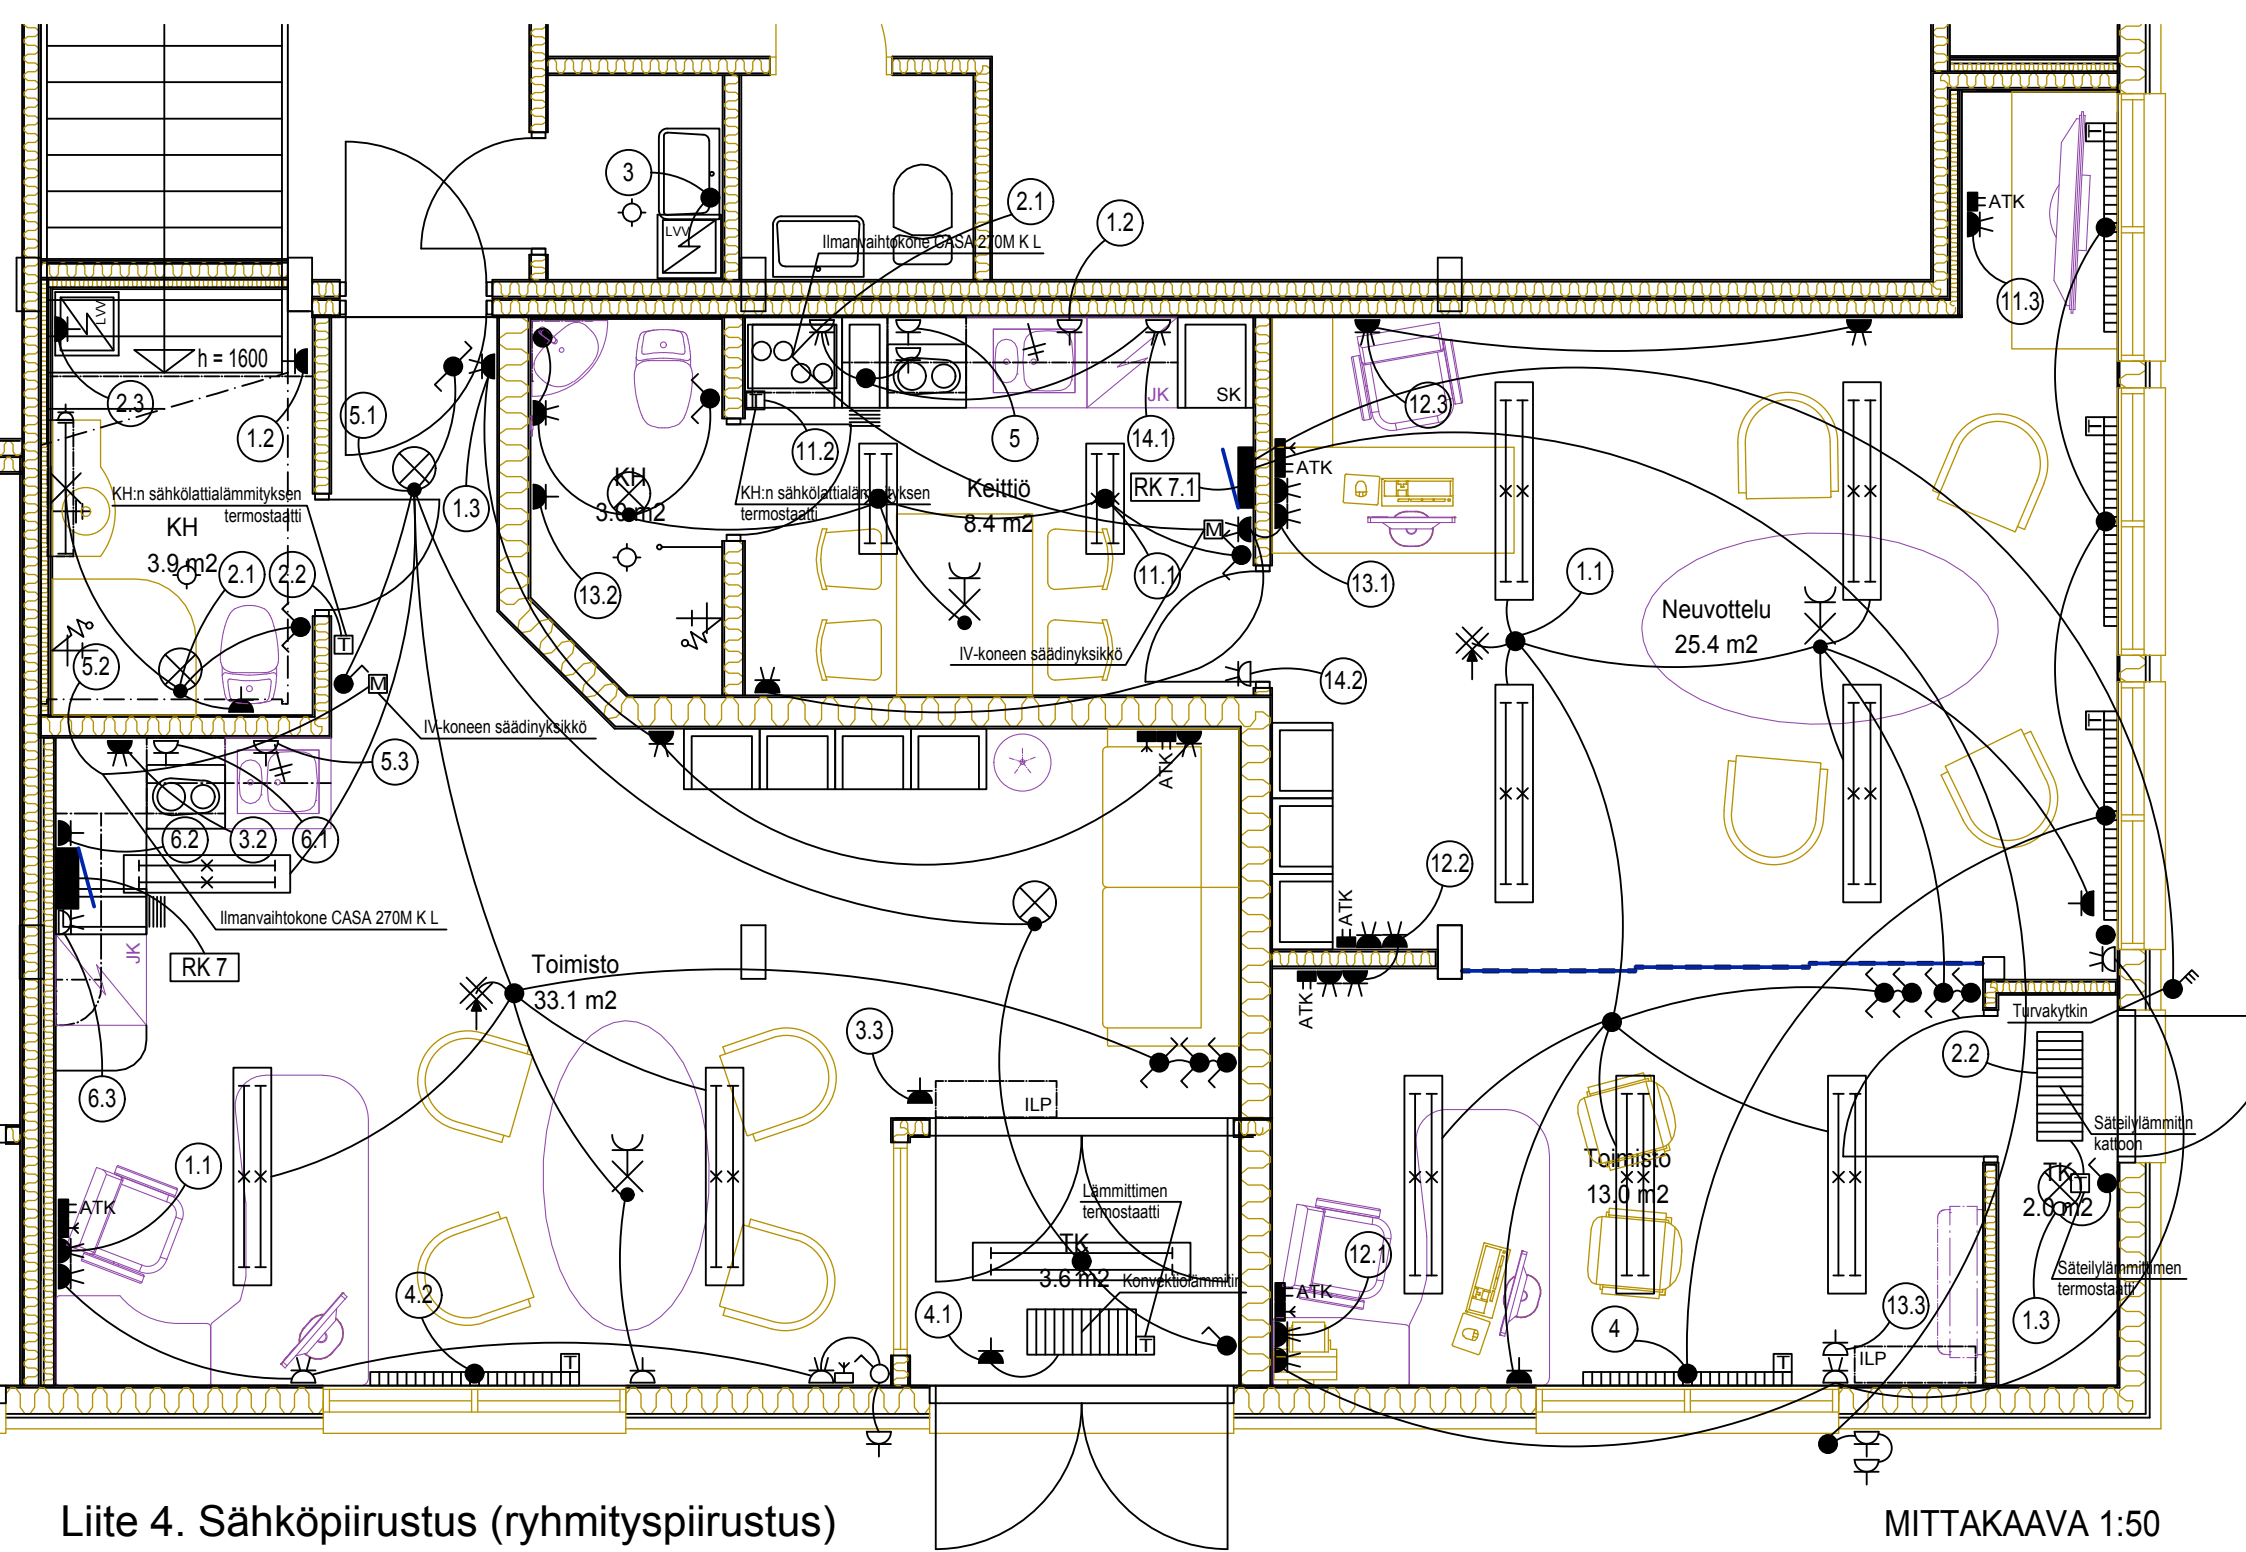 3
2.1
1.2
Ilmanvaihtokone CASA 270M K L
LVV
ATK
11.3
LVV
h = 1600
2.3
1.2
5.1
1.3
11.2
5
14.1
JK
SK
12.3
T
T
T
KH:n sähkölattialämmityksen
termostaatti
KH
3.9 m2
KH
3.8 m2
KH:n sähkölattialämmityksen
termostaatti
Keittiö
8.4 m2
RK 7.1
ATK
M
2.1
2.2
T
13.2
11.1
13.1
1.1
Neuvottelu
25.4 m2
5.2
M
IV-koneen säädinyksikkö
IV-koneen säädinyksikkö
14.2
T
5.3
ATK
6.2
3.2
6.1
12.2
ATK
Ilmanvaihtokone CASA 270M K L
JK
RK 7
Toimisto
33.1 m2
ATK
E
Turvakytkin
3.3
2.2
6.3
ILP
Säteilylämmitin
kattoon
1.1
ATK
Lämmittimen
termostaatti
Toimisto
13.0 m2
TK
2.0 m2
T
TK
3.6 m2
Konvektiolämmitin
12.1
ATK
Säteilylämmittimen
termostaatti
4.2
4.1
T
T
4
T
13.3
ILP
1.3
Liite 4. Sähköpiirustus (ryhmityspiirustus)
MITTAKAAVA 1:50